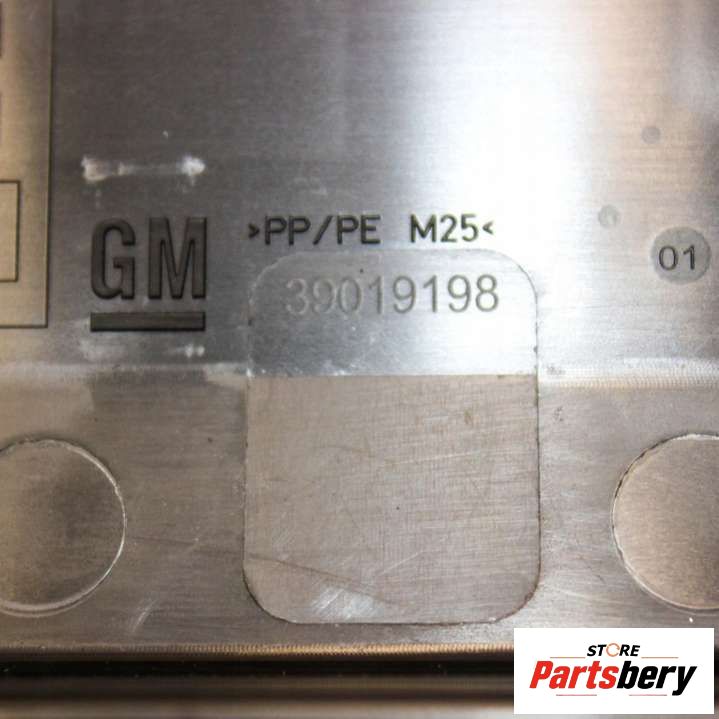 >PP/PE M25<
GM
39019198
01
STORE
Partsbery